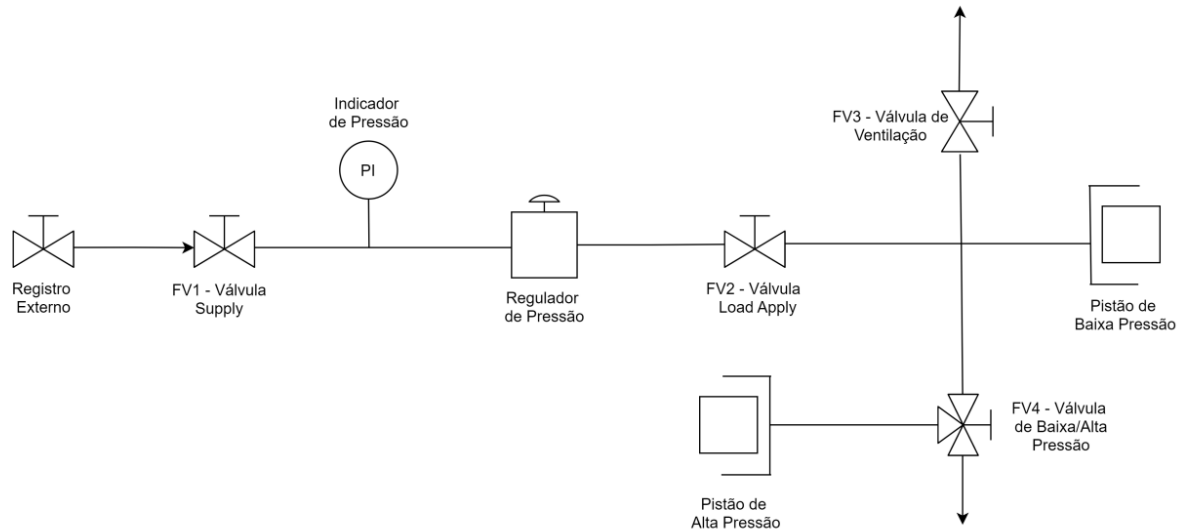 Indicador
de Pressão
PI
FV3 - Válvula de
Ventilação
Registro
Externo
FV1 - Válvula
Supply
Regulador
de Pressão
FV2 - Válvula
Load Apply
Pistão de
Baixa Pressão
FV4 - Válvula
de Baixa/Alta
Pressão
Pistão de
Alta Pressão